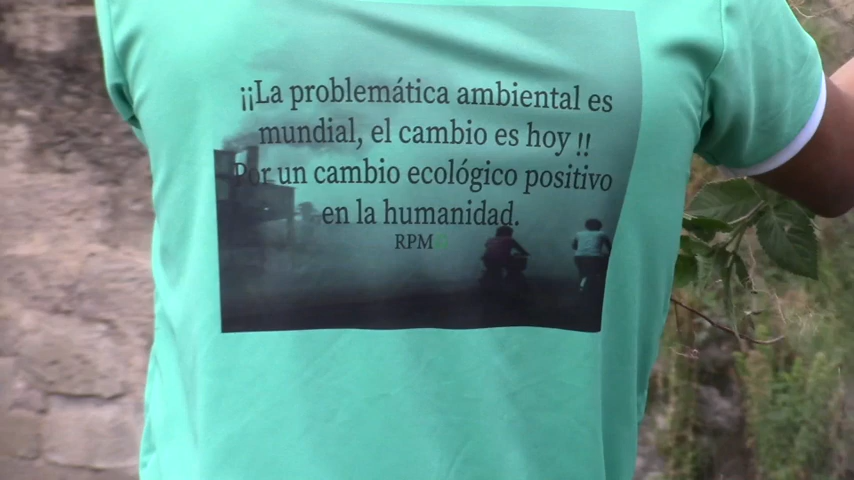 ¡¡La problemática ambiental es
mundial, el cambio es hoy !!
Por un cambio ecológico positivo
en la humanidad.
RPM